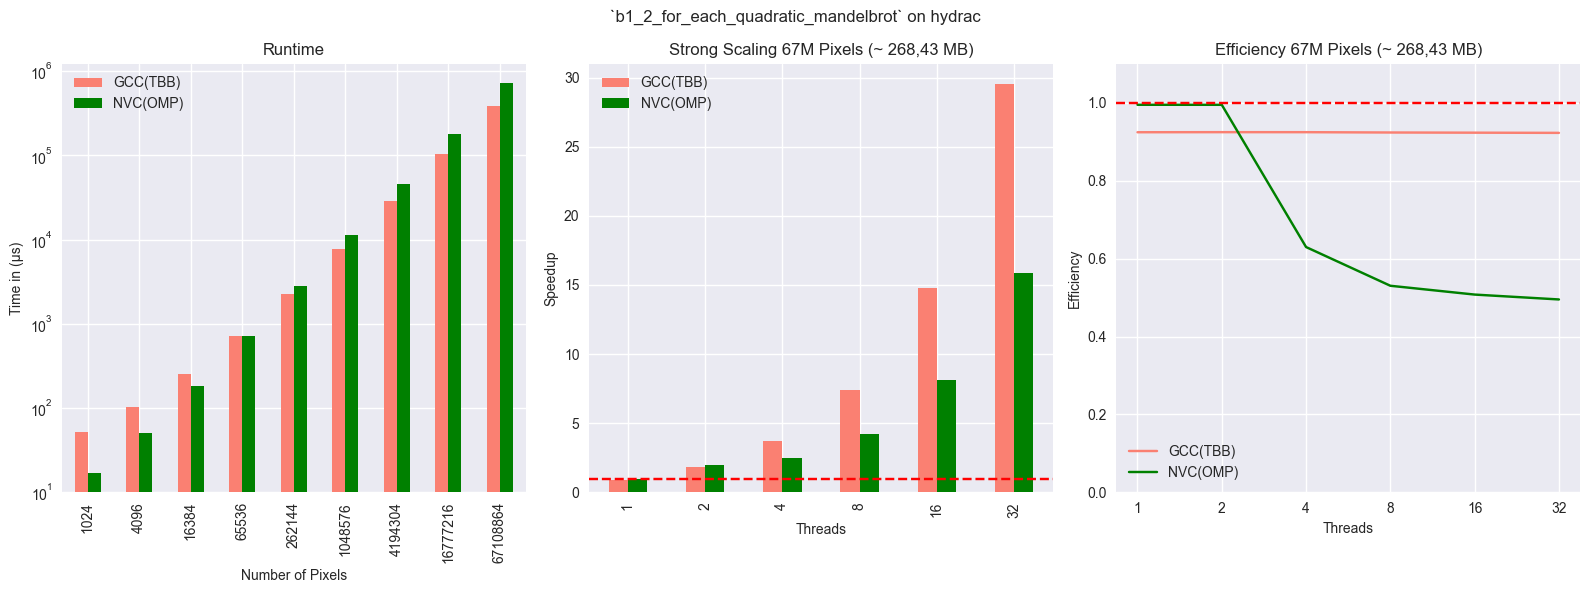 `b1_2_for_each_quadratic_mandelbrot` on hydrac
Runtime
GCC(TBB)
NVC(OMP)
Time in (μs)
10^6
10^5
10^4
10^3
10^2
10^1
1024
4096
16384
65536
262144
1048576
4194304
16777216
67108864
Number of Pixels
Strong Scaling 67M Pixels (~ 268,43 MB)
GCC(TBB)
NVC(OMP)
Speedup
30
25
20
15
10
5
0
1
2
4
8
16
32
Threads
Efficiency 67M Pixels (~ 268,43 MB)
Efficiency
1.0
0.8
0.6
0.4
0.2
0.0
GCC(TBB)
NVC(OMP)
1
2
4
8
16
32
Threads